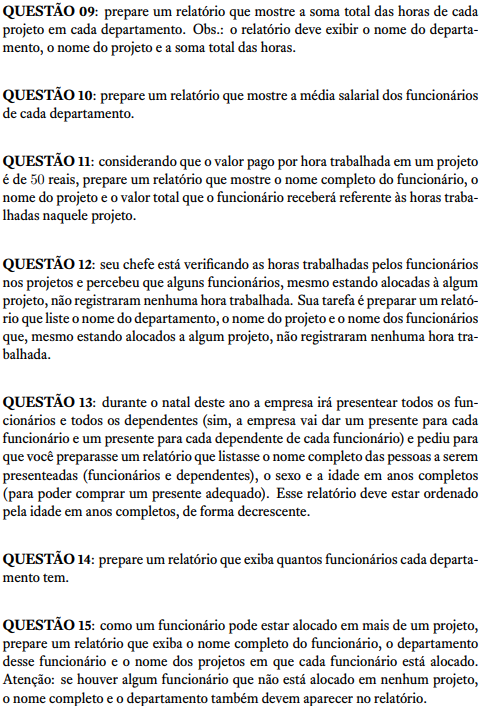 QUESTÃO 09: prepare um relatório que mostre a soma total das horas de cada
projeto em cada departamento. Obs.: o relatório deve exibir o nome do departa-
mento, o nome do projeto e a soma total das horas.
QUESTÃO 10: prepare um relatório que mostre a média salarial dos funcionários
de cada departamento.
QUESTÃO 11: considerando que o valor pago por hora trabalhada em um projeto
é de 50 reais, prepare um relatório que mostre o nome completo do funcionário, o
nome do projeto e o valor total que o funcionário receberá referente às horas traba-
lhadas naquele projeto.
QUESTÃO 12: seu chefe está verificando as horas trabalhadas pelos funcionários
nos projetos e percebeu que alguns funcionários, mesmo estando alocadas à algum
projeto, não registraram nenhuma hora trabalhada. Sua tarefa é preparar um relató-
rio que liste o nome do departamento, o nome do projeto e o nome dos funcionários
que, mesmo estando alocados a algum projeto, não registraram nenhuma hora tra-
balhada.
QUESTÃO 13: durante o natal deste ano a empresa irá presentear todos os fun-
cionários e todos os dependentes (sim, a empresa vai dar um presente para cada
funcionário e um presente para cada dependente de cada funcionário) e pediu para
que você preparasse um relatório que listasse o nome completo das pessoas a serem
presenteadas (funcionários e dependentes), o sexo e a idade em anos completos
(para poder comprar um presente adequado). Esse relatório deve estar ordenado
pela idade em anos completos, de forma decrescente.
QUESTÃO 14: prepare um relatório que exiba quantos funcionários cada departa-
mento tem.
QUESTÃO 15: como um funcionário pode estar alocado em mais de um projeto,
prepare um relatório que exiba o nome completo do funcionário, o departamento
desse funcionário e o nome dos projetos em que cada funcionário está alocado.
Atenção: se houver algum funcionário que não está alocado em nenhum projeto,
o nome completo e o departamento também devem aparecer no relatório.